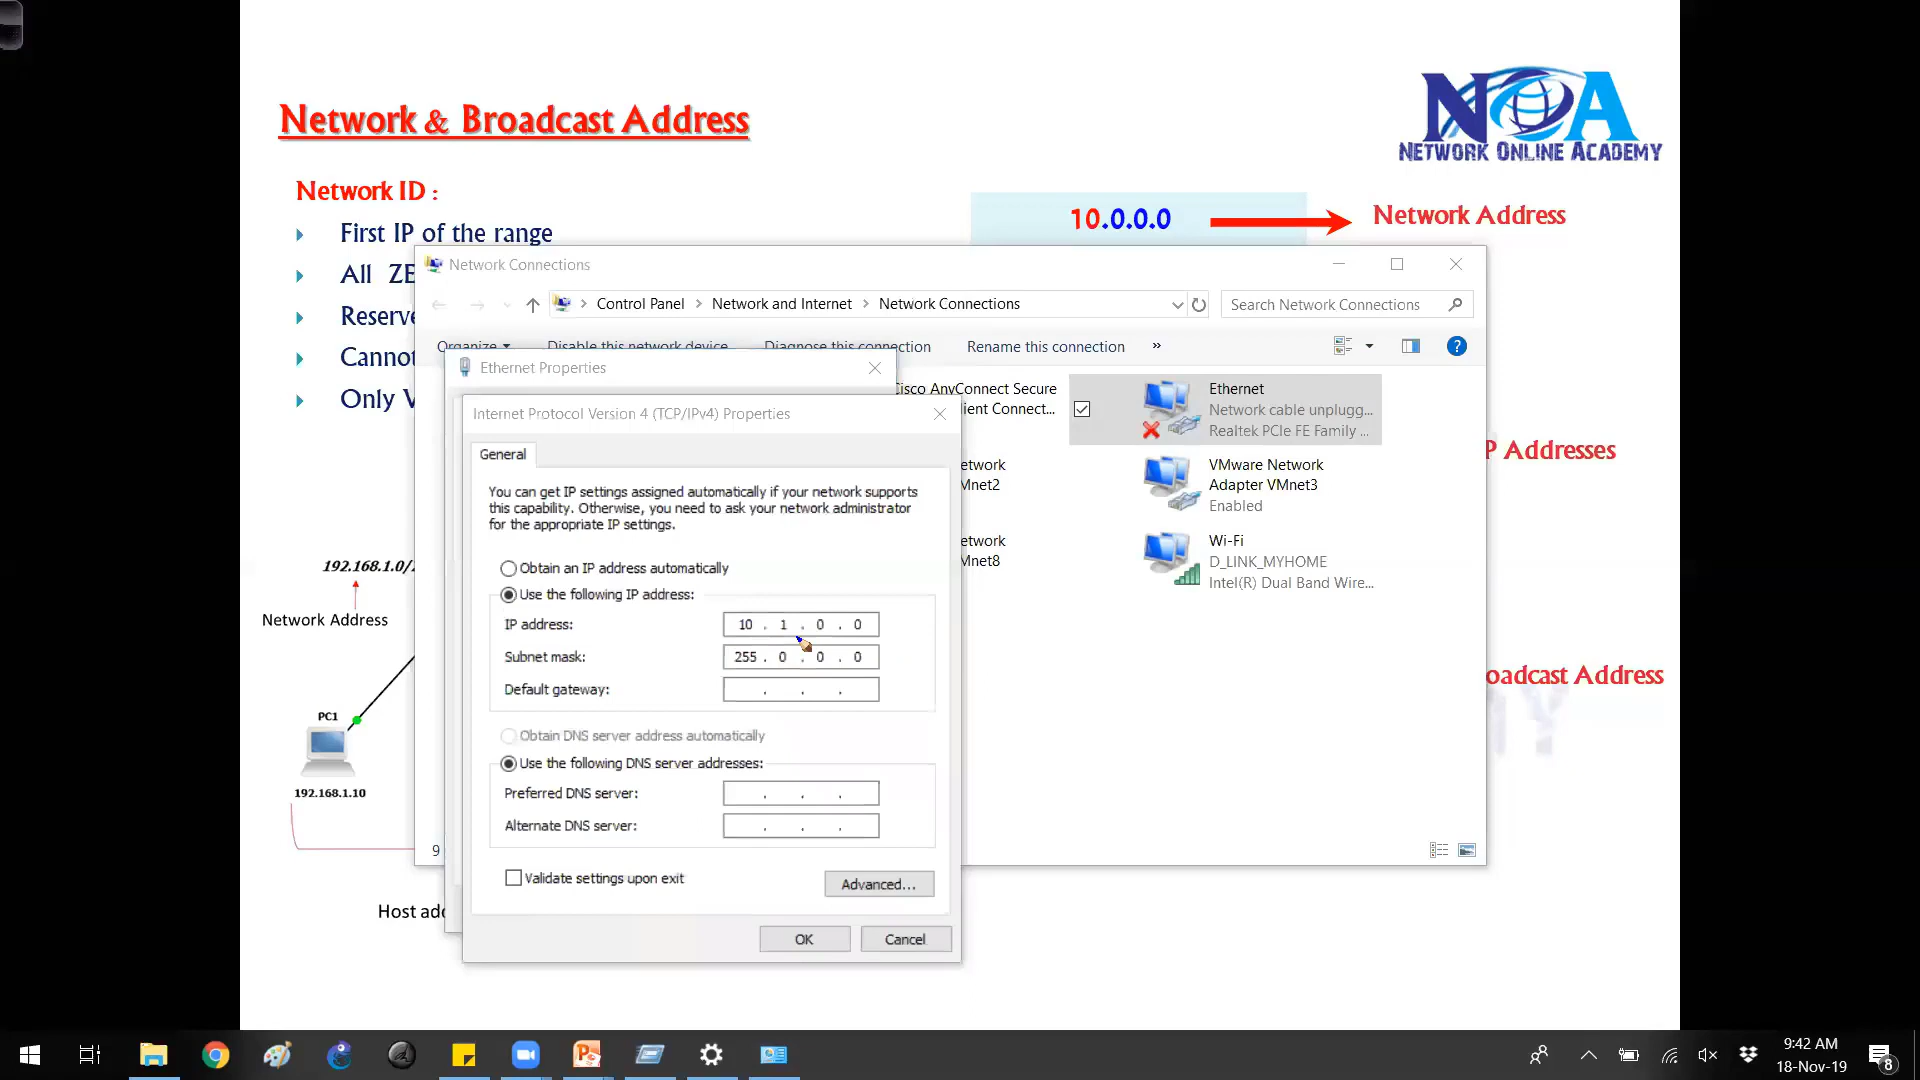 Network & Broadcast Address
NOA
NETWORK ONLINE ACADEMY
Network ID :
First IP of the range
All ZE
Reserve
Cannot
Only V
10.0.0.0
Network Address
Network Connections
Control Panel > Network and Internet > Network Connections
Search Network Connections
Organize
Disable this network device
Diagnose this connection
Rename this connection
»
Ethernet Properties
Cisco AnyConnect Secure
ient Connect...
etwork
Mnet2
etwork
Mnet8
Ethernet
Network cable unplugg...
Realtek PCIe FE Family ...
VMware Network
Adapter VMnet3
Enabled
Wi-Fi
D_LINK_MYHOME
Intel(R) Dual Band Wire...
P Addresses
oadcast Address
Internet Protocol Version 4 (TCP/IPv4) Properties
General
You can get IP settings assigned automatically if your network supports
this capability. Otherwise, you need to ask your network administrator
for the appropriate IP settings.
Obtain an IP address automatically
Use the following IP address:
IP address: 10 . 1 . 0 . 0
Subnet mask: 255 . 0 . 0 . 0
Default gateway: . . .
Obtain DNS server address automatically
Use the following DNS server addresses:
Preferred DNS server: . . .
Alternate DNS server: . . .
Validate settings upon exit
Advanced...
OK
Cancel
192.168.1.0/
Network Address
PC1
192.168.1.10
9
Host add
9:42 AM
18-Nov-19
8